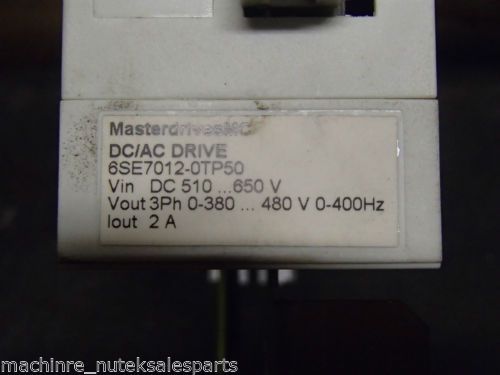 MasterdrivesMC
DC/AC DRIVE
6SE7012-0TP50
Vin DC 510 ...650 V
Vout 3Ph 0-380 ... 480 V 0-400Hz
Iout 2 A
machinre_nuteksalesparts